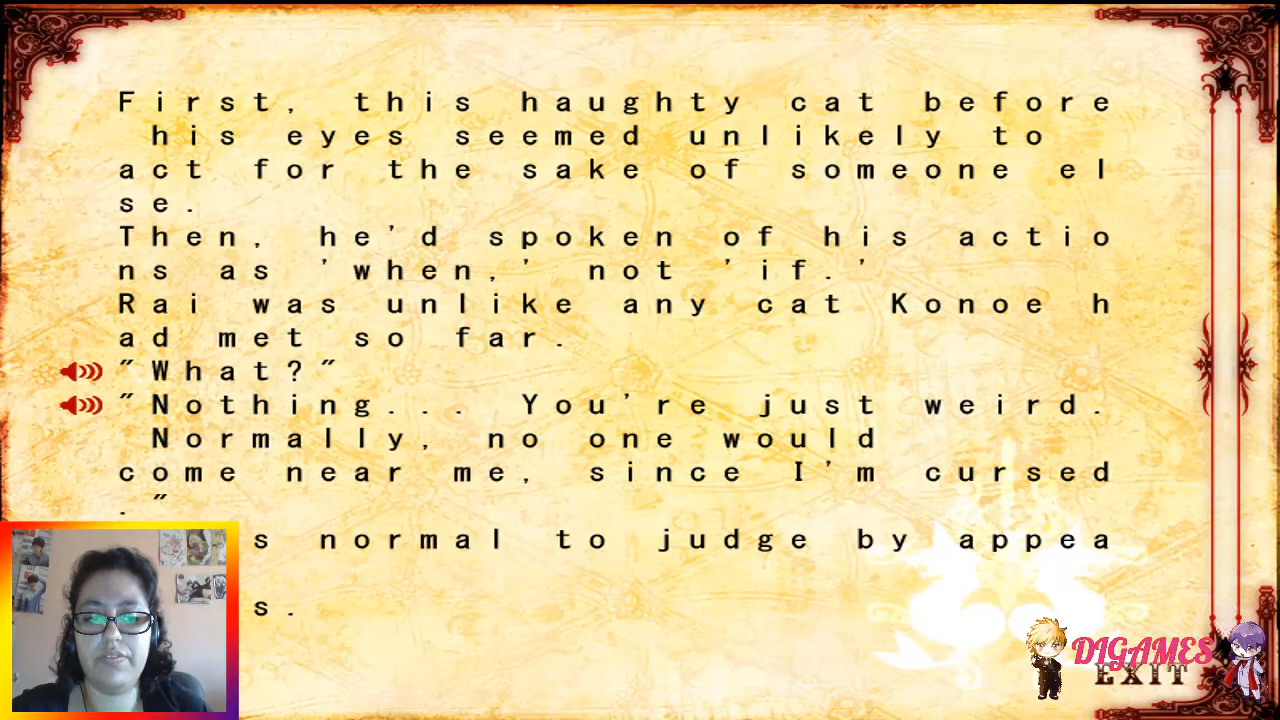 First, this haughty cat before
his eyes seemed unlikely to
act for the sake of someone el
se.
Then, he'd spoken of his actio
ns as 'when,' not 'if.'
Rai was unlike any cat Konoe h
ad met so far.
"What?"
"Nothing... You're just weird.
Normally, no one would
come near me, since I'm cursed
."
s normal to judge by appea
s.
DIGAMES
EXIT